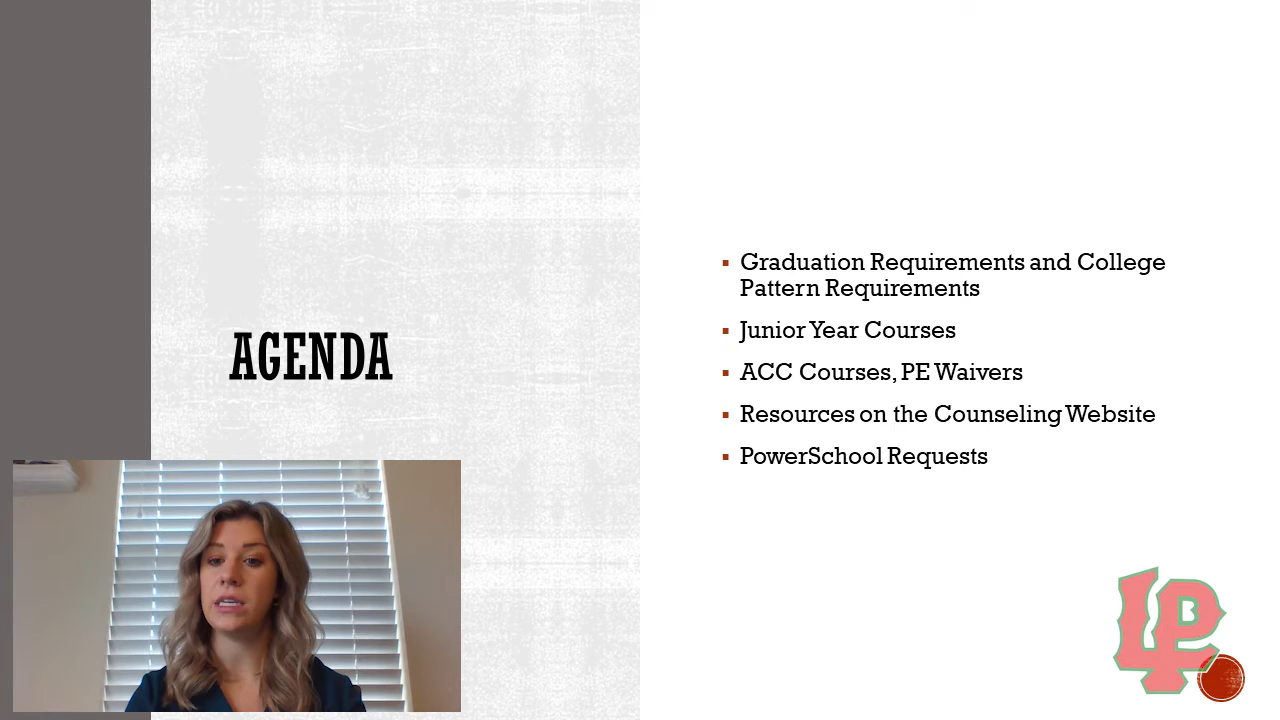 AGENDA
Graduation Requirements and College
Pattern Requirements
Junior Year Courses
ACC Courses, PE Waivers
Resources on the Counseling Website
PowerSchool Requests
LP